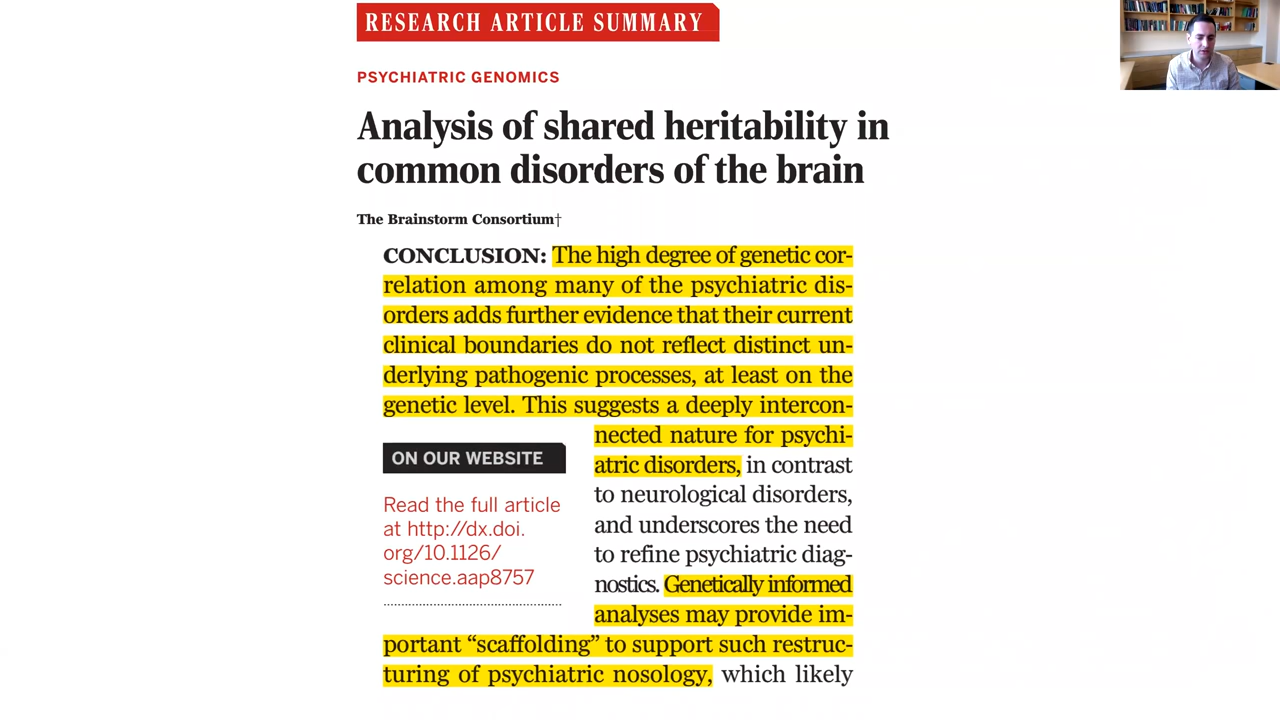 RESEARCH ARTICLE SUMMARY
PSYCHIATRIC GENOMICS
Analysis of shared heritability in
common disorders of the brain
The Brainstorm Consortium†
CONCLUSION: The high degree of genetic cor-
relation among many of the psychiatric dis-
orders adds further evidence that their current
clinical boundaries do not reflect distinct un-
derlying pathogenic processes, at least on the
genetic level. This suggests a deeply intercon-
nected nature for psychi-
atric disorders, in contrast
to neurological disorders,
and underscores the need
to refine psychiatric diag-
nostics. Genetically informed
analyses may provide im-
portant “scaffolding” to support such restruc-
turing of psychiatric nosology, which likely
ON OUR WEBSITE
Read the full article
at http://dx.doi.
org/10.1126/
science.aap8757